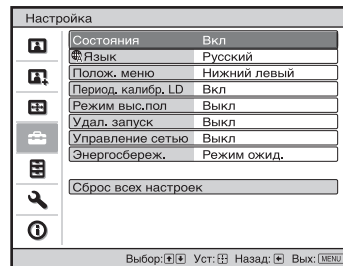 Настройка
Состояния Вкл
Язык Русский
Полож. меню Нижний левый
Период. калибр. LD Вкл
Режим выс.пол Выкл
Удал. запуск Выкл
Управление сетью Выкл
Энергосбереж. Режим ожид.
Сброс всех настроек
Выбор: Уст: Назад: Вых: MENU